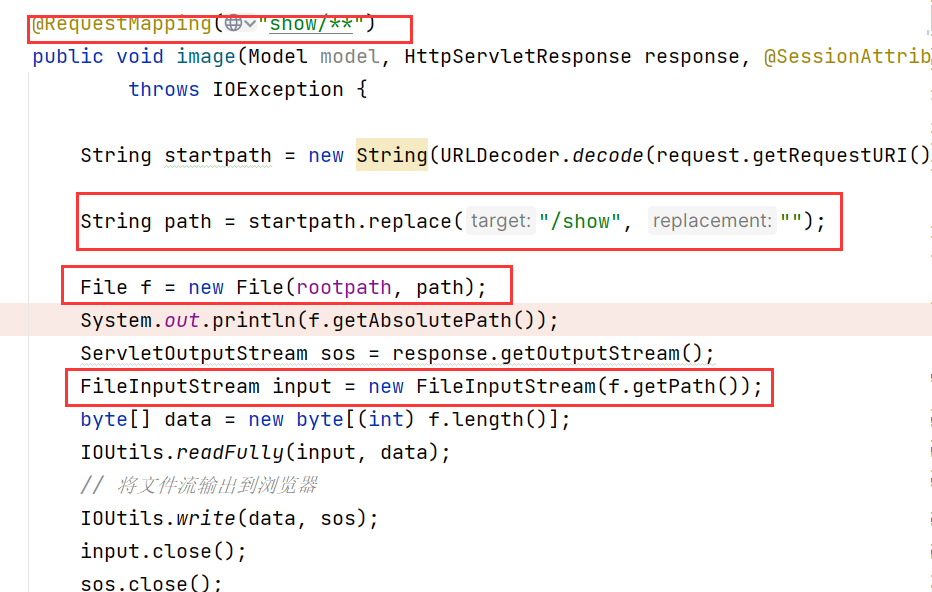 @RequestMapping("show/**")
public void image(Model model, HttpServletResponse response, @SessionAttrib
throws IOException {
String startpath = new String(URLDecoder.decode(request.getRequestURI()
String path = startpath.replace( target: "/show", replacement: "");
File f = new File(rootpath, path);
System.out.println(f.getAbsolutePath());
ServletOutputStream sos = response.getOutputStream();
FileInputStream input = new FileInputStream(f.getPath());
byte[] data = new byte[(int) f.length()];
IOUtils.readFully(input, data);
// 将文件流输出到浏览器
IOUtils.write(data, sos);
input.close();
sos.close();